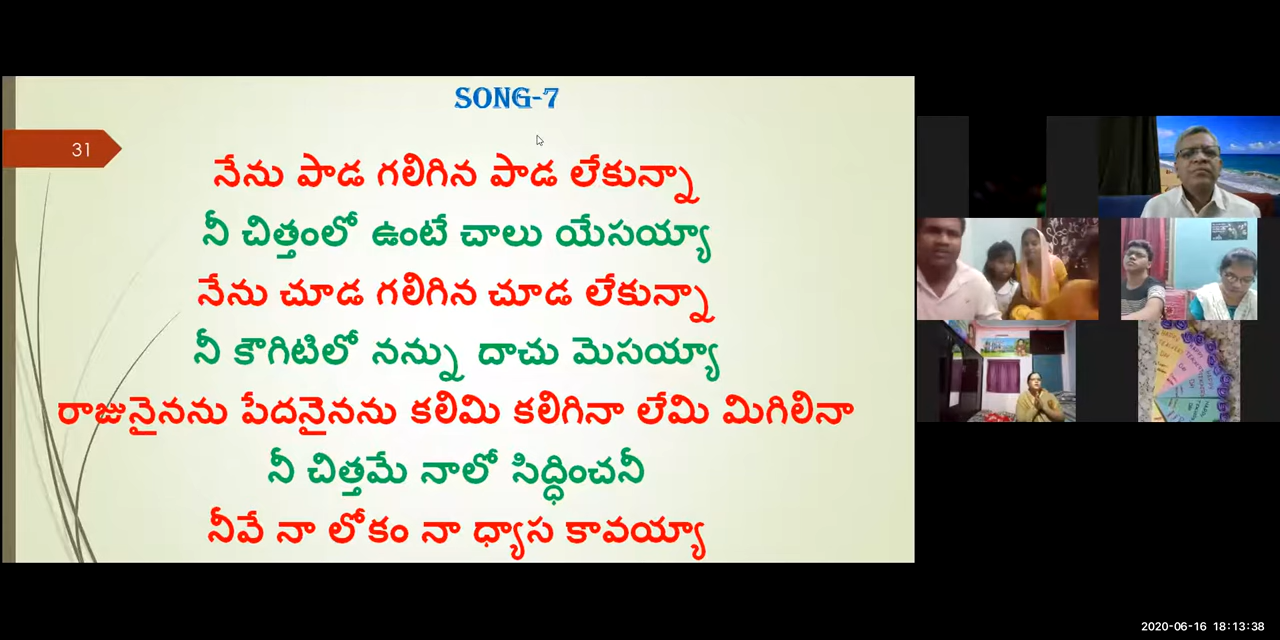 SONG-7
31
నేను పాడ గలిగిన పాడ లేకున్నా
నీ చిత్తంలో ఉంటే చాలు యేసయ్యా
నేను చూడ గలిగిన చూడ లేకున్నా
నీ కౌగిటిలో నన్ను దాచు మెసయ్యా
రాజునైనను పేదనైనను కలిమి కలిగినా లేమి మిగిలినా
నీ చిత్తమే నాలో సిద్ధించనీ
నీవే నా లోకం నా ధ్యాస కావయ్యా
2020-06-16 18:13:38